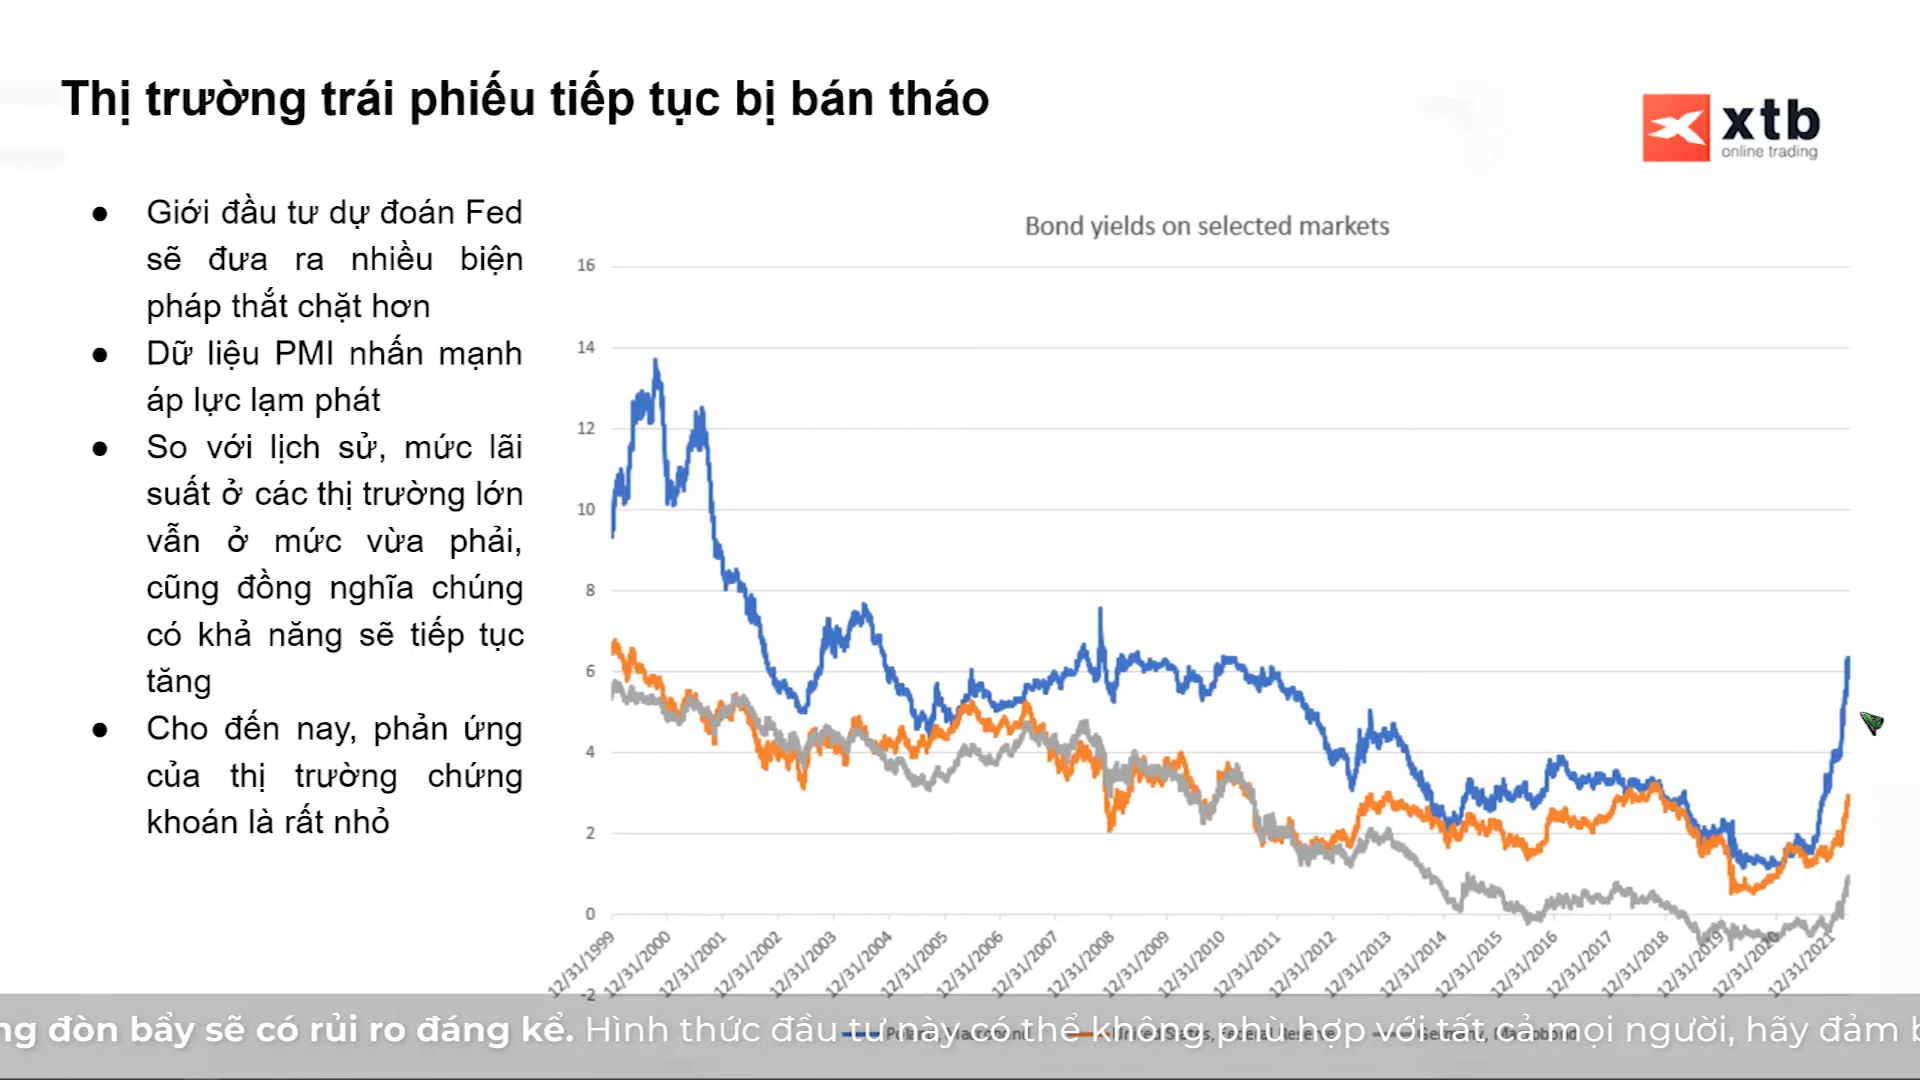 Thị trường trái phiếu tiếp tục bị bán tháo
xtb
online trading
● Giới đầu tư dự đoán Fed
sẽ đưa ra nhiều biện
pháp thắt chặt hơn
● Dữ liệu PMI nhấn mạnh
áp lực lạm phát
● So với lịch sử, mức lãi
suất ở các thị trường lớn
vẫn ở mức vừa phải,
cũng đồng nghĩa chúng
có khả năng sẽ tiếp tục
tăng
● Cho đến nay, phản ứng
của thị trường chứng
khoán là rất nhỏ
Bond yields on selected markets
16
14
12
10
8
6
4
2
0
-2
12/31/1999
12/31/2000
12/31/2001
12/31/2002
12/31/2003
12/31/2004
12/31/2005
12/31/2006
12/31/2007
12/31/2008
12/31/2009
12/31/2010
12/31/2011
12/31/2012
12/31/2013
12/31/2014
12/31/2015
12/31/2016
12/31/2017
12/31/2018
12/31/2019
12/31/2020
12/31/2021
đòn bẩy sẽ có rủi ro đáng kể. Hình thức đầu tư này có thể không phù hợp với tất cả mọi người, hãy đảm